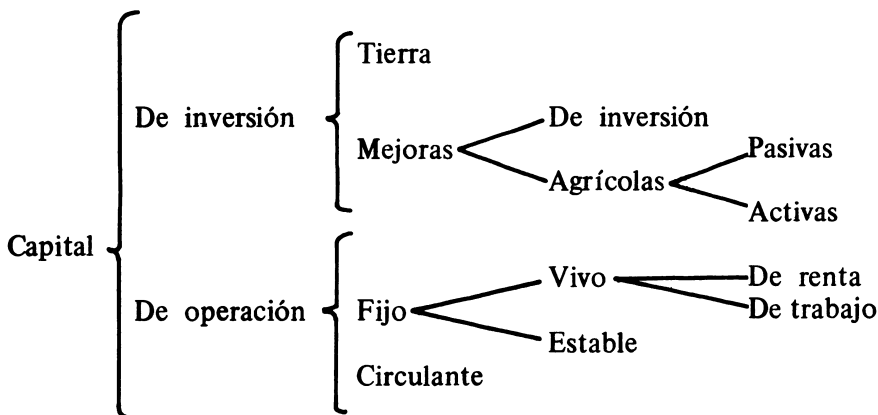 Tierra
De inversión
De inversión
Mejoras
Pasivas
Agrícolas
Activas
Capital
De operación
Fijo
Vivo
De renta
De trabajo
Estable
Circulante